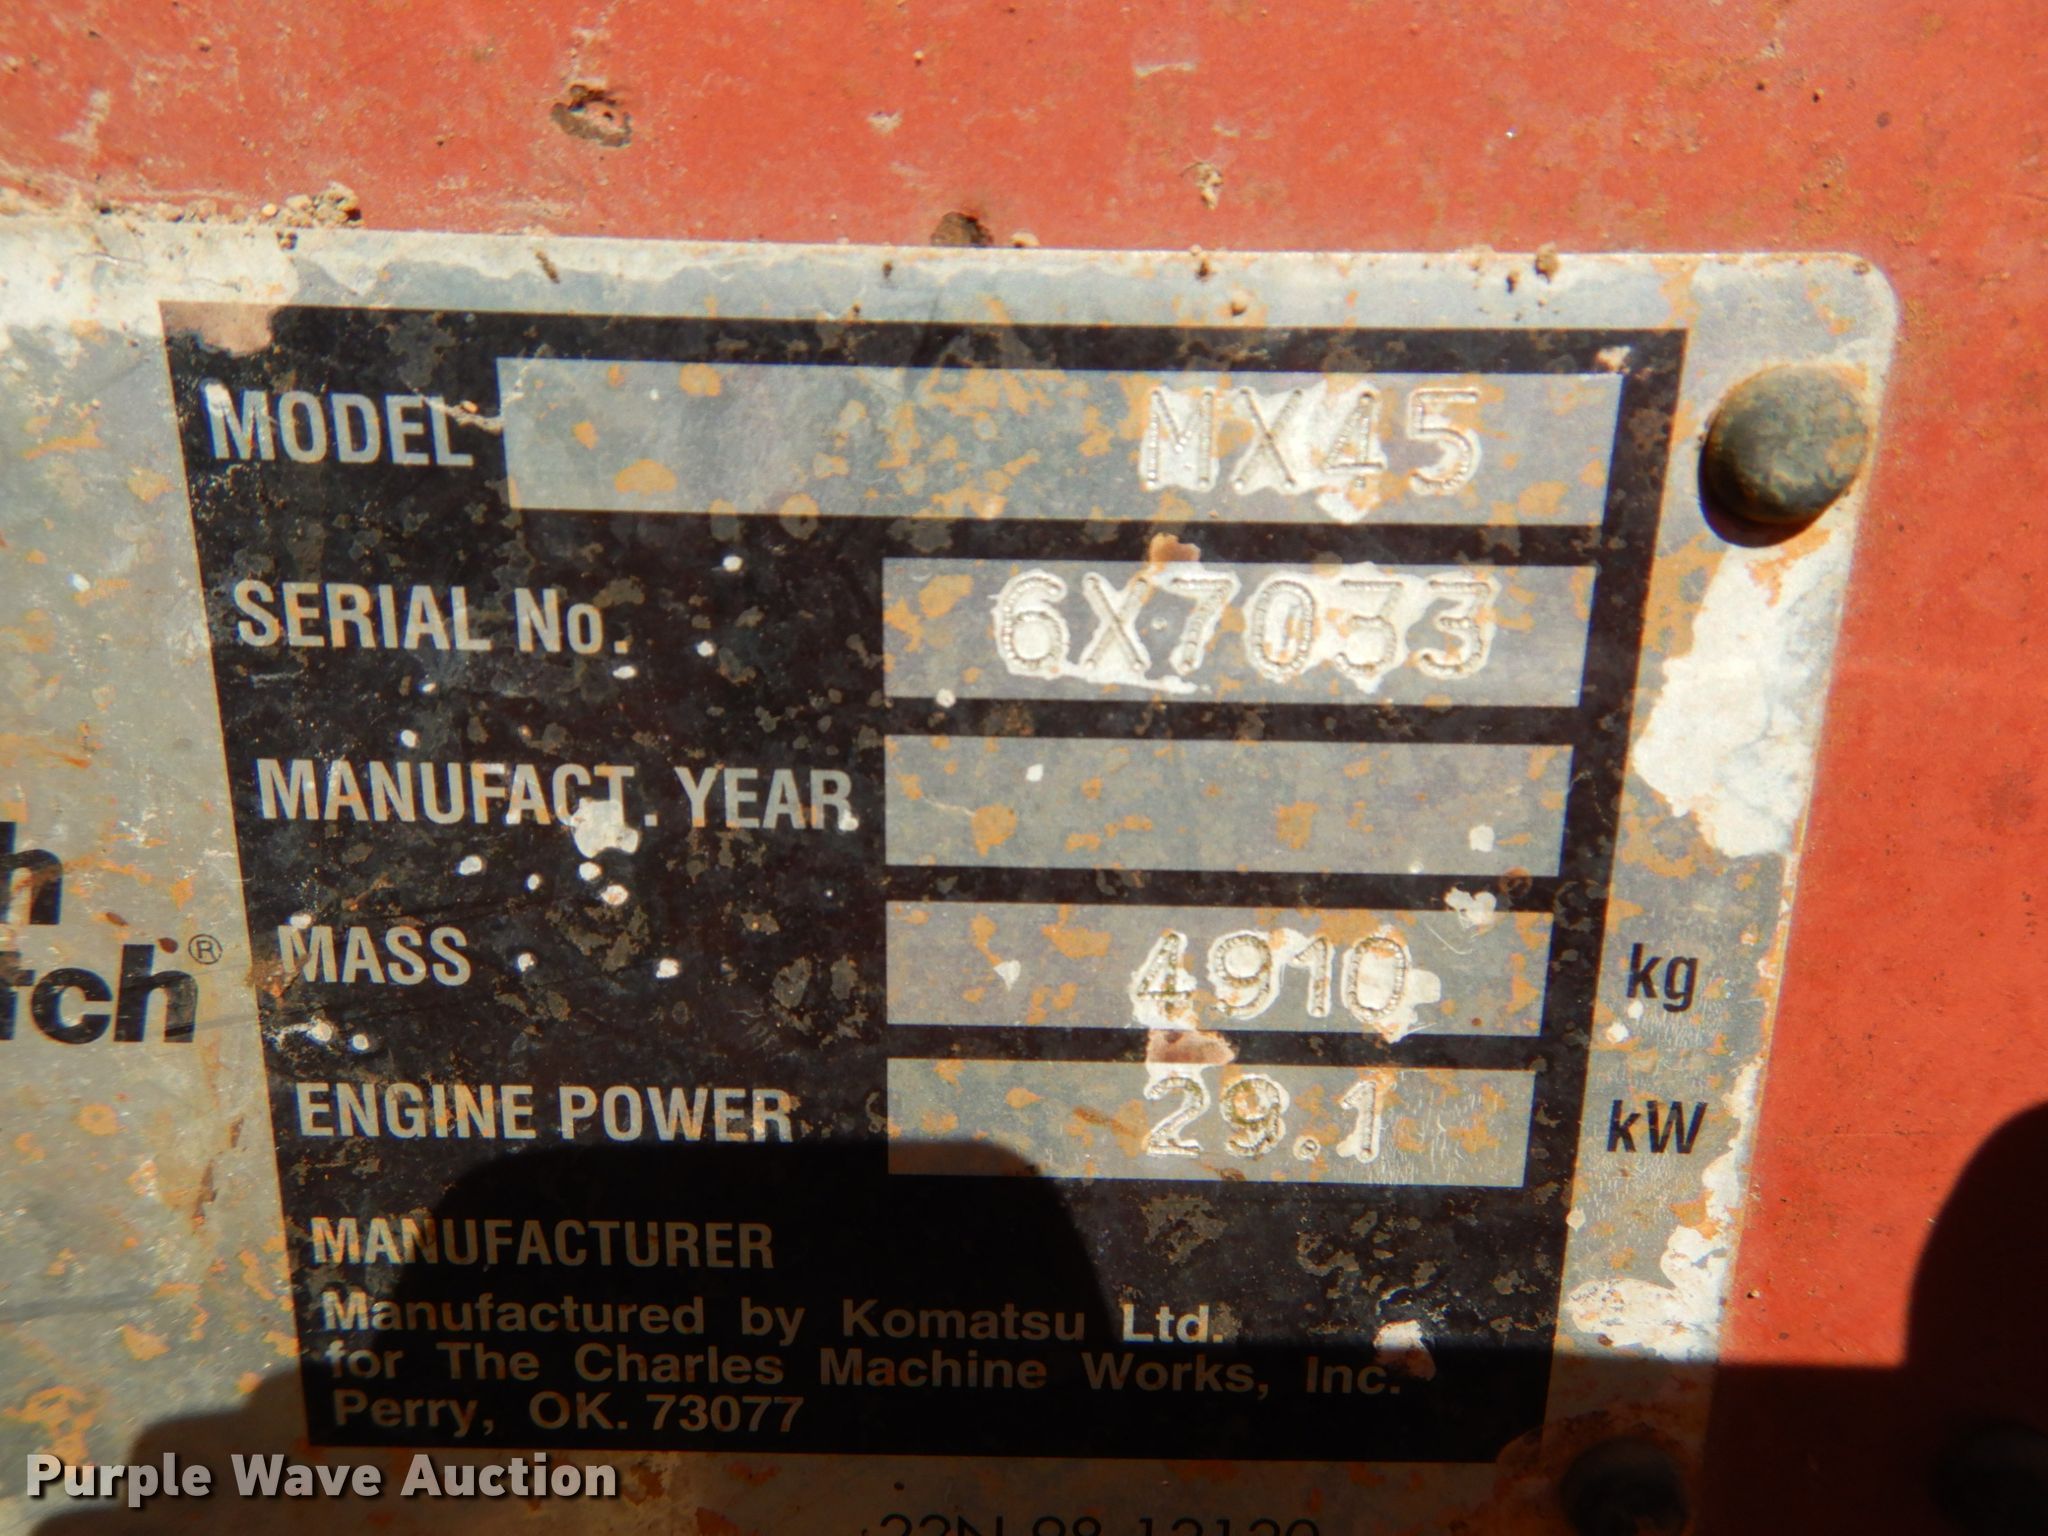 MODEL MX45
SERIAL No. 6X7033
MANUFACT. YEAR
MASS 4910 kg
ENGINE POWER 29.1 kW
MANUFACTURER
Manufactured by Komatsu Ltd.
for The Charles Machine Works, Inc.
Perry, OK. 73077
®
Purple Wave Auction